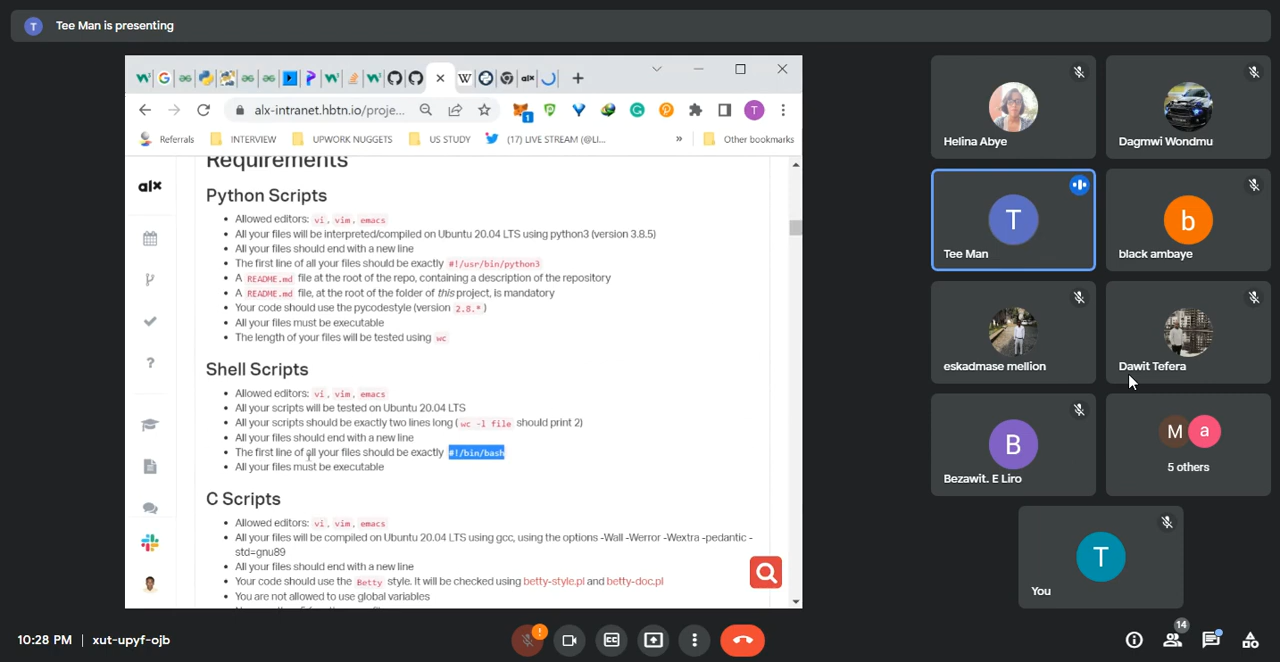 T Tee Man is presenting
alx-intranet.hbtn.io/proje...
T
1
Referrals INTERVIEW UPWORK NUGGETS US STUDY (17) LIVE STREAM (@LI... » Other bookmarks
alx
Requirements
Python Scripts
• Allowed editors: vi, vim, emacs
• All your files will be interpreted/compiled on Ubuntu 20.04 LTS using python3 (version 3.8.5)
• All your files should end with a new line
• The first line of all your files should be exactly #!/usr/bin/python3
• A README.md file at the root of the repo, containing a description of the repository
• A README.md file, at the root of the folder of this project, is mandatory
• Your code should use the pycodestyle (version 2.8.*)
• All your files must be executable
• The length of your files will be tested using wc
Shell Scripts
• Allowed editors: vi, vim, emacs
• All your scripts will be tested on Ubuntu 20.04 LTS
• All your scripts should be exactly two lines long (wc -l file should print 2)
• All your files should end with a new line
• The first line of all your files should be exactly #!/bin/bash
• All your files must be executable
C Scripts
• Allowed editors: vi, vim, emacs
• All your files will be compiled on Ubuntu 20.04 LTS using gcc, using the options -Wall -Werror -Wextra -pedantic -
std=gnu89
• All your files should end with a new line
• Your code should use the Betty style. It will be checked using betty-style.pl and betty-doc.pl
• You are not allowed to use global variables
Helina Abye
Dagmwi Wondmu
T
Tee Man
b
black ambaye
eskadmase mellion
Dawit Tefera
B
Bezawit. E Liro
M a
5 others
T
You
10:28 PM | xut-upyf-ojb
!
CC
14